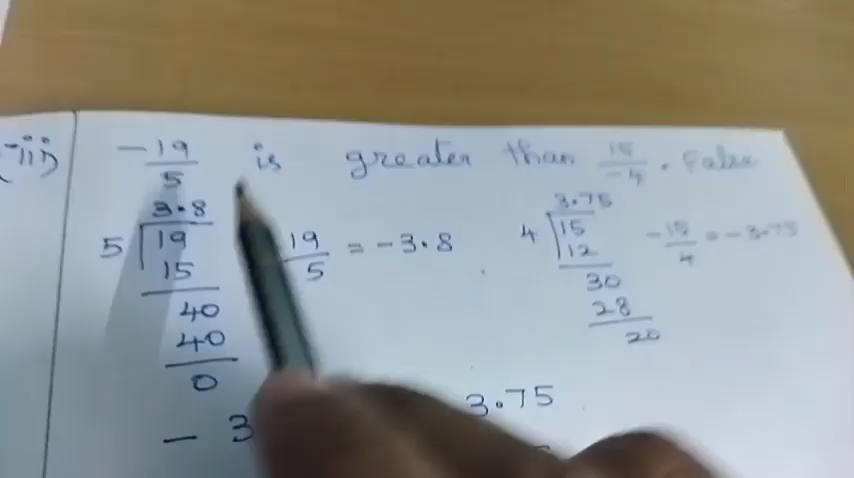 (iii) -19/5 is greater than 15/-4. False
3.8 3.75
5 19 19/5 = -3.8 4 15 -15/4 = -3.75
15 12
40 30
40 28
0 20
- 3 3.75